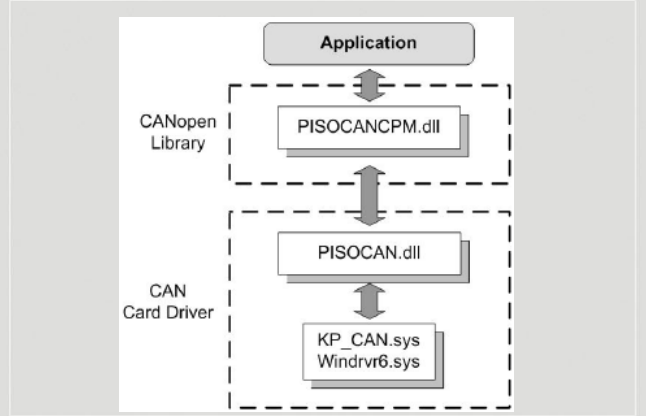 Application
CANopen
Library
PISOCANCPM.dll
PISOCAN.dll
CAN
Card Driver
KP_CAN.sys
Windrvr6.sys